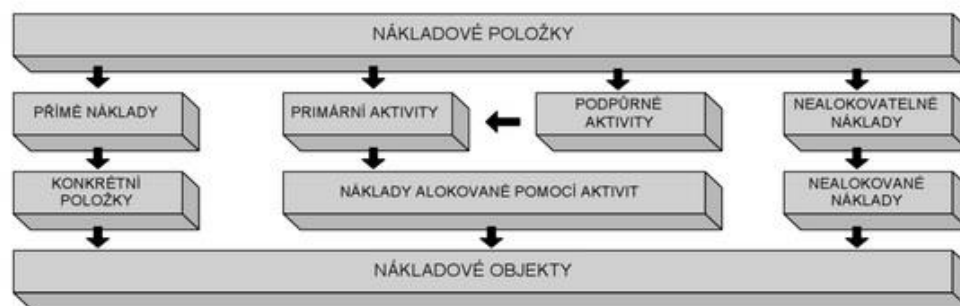 NÁKLADOVÉ POLOŽKY
PŘÍMÉ NÁKLADY
PRIMÁRNÍ AKTIVITY
PODPŮRNÉ
AKTIVITY
NEALOKOVATELNÉ
NÁKLADY
KONKRÉTNÍ
POLOŽKY
NÁKLADY ALOKOVANÉ POMOCÍ AKTIVIT
NEALOKOVANÉ
NÁKLADY
NÁKLADOVÉ OBJEKTY